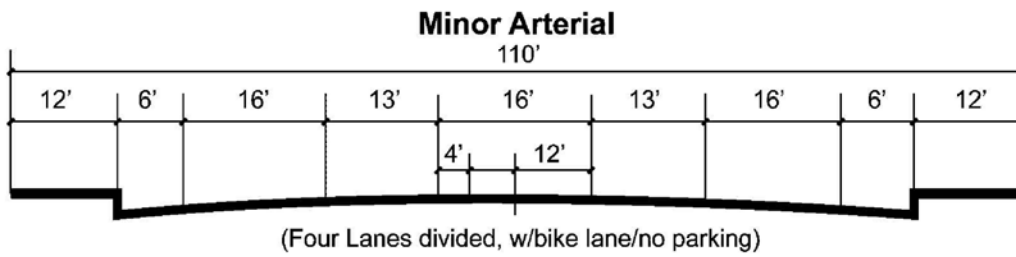 Minor Arterial
110’
12’ 6’ 16’ 13’ 16’ 13’ 16’ 6’ 12’
4’ 12’
(Four Lanes divided, w/bike lane/no parking)